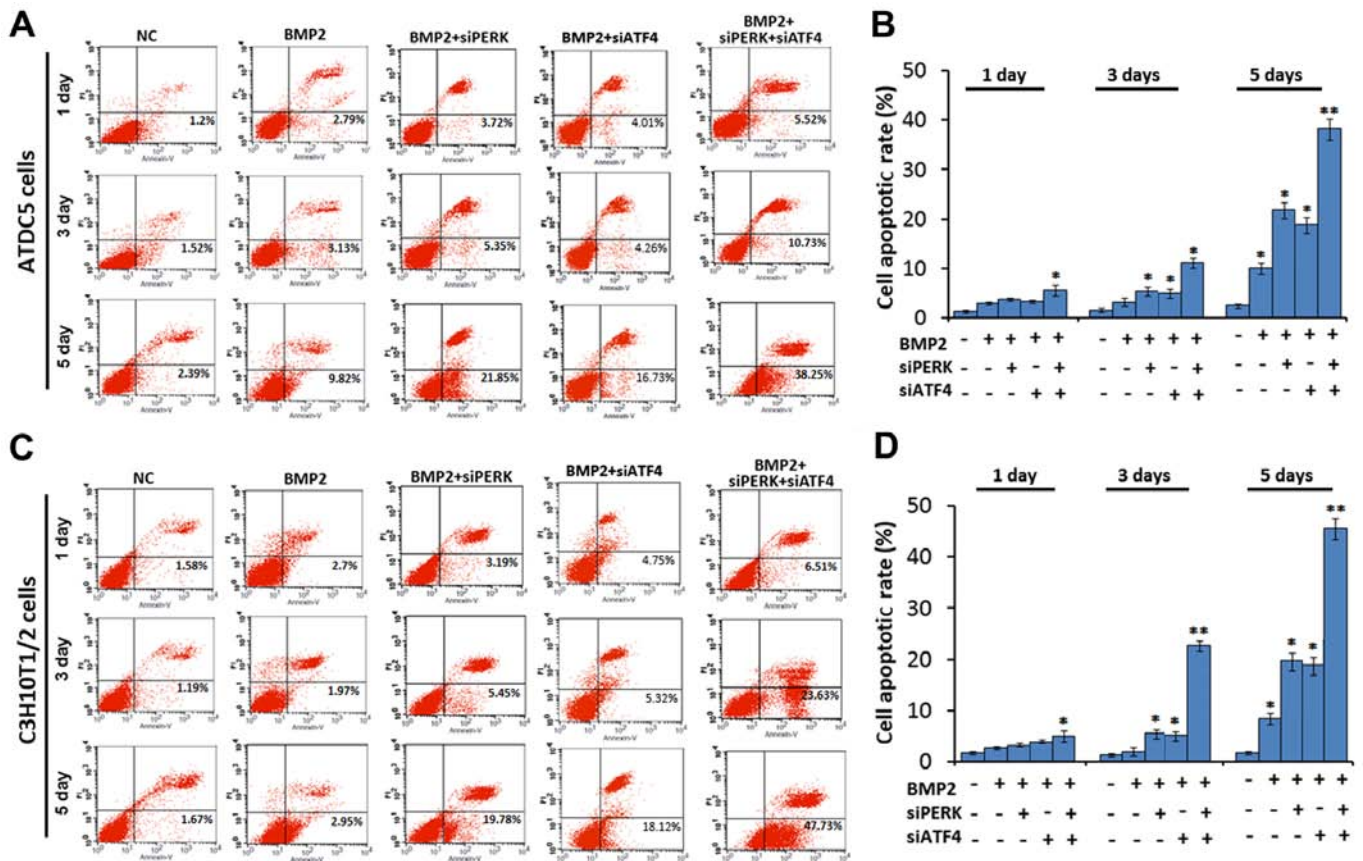 A
NC
BMP2
BMP2+siPERK
BMP2+siATF4
BMP2+
siPERK+siATF4
ATDC5 cells
1 day
1.2%
2.79%
3.72%
4.01%
5.52%
3 day
1.52%
3.13%
5.35%
4.26%
10.73%
5 day
2.39%
9.82%
21.85%
16.73%
38.25%
PI
Annexin-V
B
1 day
3 days
5 days
Cell apoptotic rate (%)
50
40
30
20
10
0
* * * * * * * **
BMP2 - + + + + - + + + + - + + + +
siPERK - - + - + - - + - + - - + - +
siATF4 - - - + + - - - + + - - - + +
C
NC
BMP2
BMP2+siPERK
BMP2+siATF4
BMP2+
siPERK+siATF4
C3H10T1/2 cells
1 day
1.58%
2.7%
3.19%
4.75%
6.51%
3 day
1.19%
1.97%
5.45%
5.32%
23.63%
5 day
1.67%
2.95%
19.78%
18.12%
47.73%
PI
Annexin-V
D
1 day
3 days
5 days
Cell apoptotic rate (%)
50
40
30
20
10
0
* * * ** * * * **
BMP2 - + + + + - + + + + - + + + +
siPERK - - + - + - - + - + - - + - +
siATF4 - - - + + - - - + + - - - + +